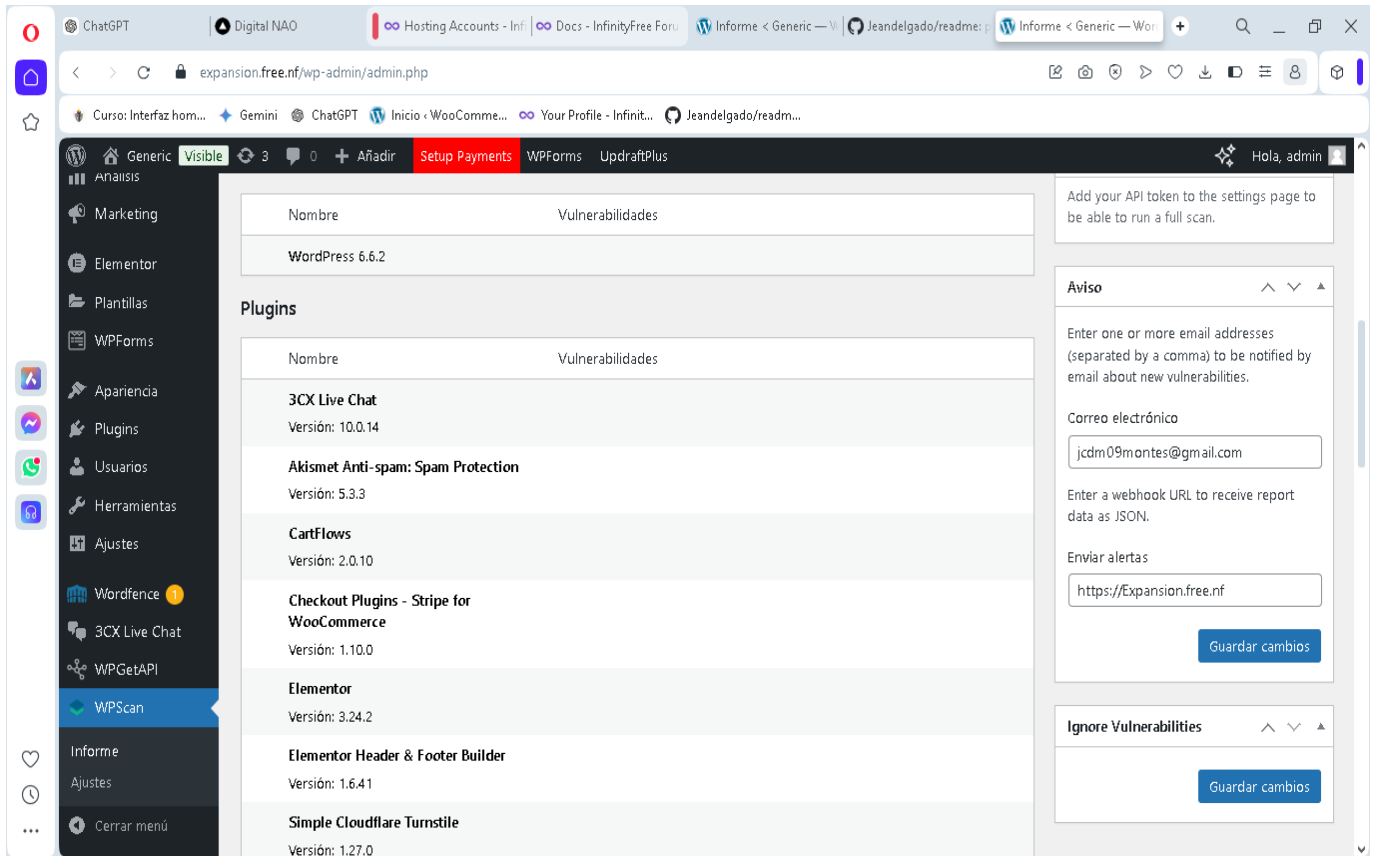 ChatGPT
Digital NAO
Hosting Accounts - Infi
Docs - InfinityFree Foru
Informe < Generic — W
Jeandelgado/readme: p
Informe < Generic — Wor
expansion.free.nf/wp-admin/admin.php
Curso: Interfaz hom...
Gemini
ChatGPT
Inicio ‹ WooComme...
Your Profile - Infinit...
Jeandelgado/readm...
Generic
Visible
3
0
Añadir
Setup Payments
WPForms
UpdraftPlus
Hola, admin
Análisis
Marketing
Elementor
Plantillas
WPForms
Apariencia
Plugins
Usuarios
Herramientas
Ajustes
Wordfence 1
3CX Live Chat
WPGetAPI
WPScan
Informe
Ajustes
Cerrar menú
Nombre Vulnerabilidades
WordPress 6.6.2
Plugins
Nombre Vulnerabilidades
3CX Live Chat
Versión: 10.0.14
Akismet Anti-spam: Spam Protection
Versión: 5.3.3
CartFlows
Versión: 2.0.10
Checkout Plugins - Stripe for
WooCommerce
Versión: 1.10.0
Elementor
Versión: 3.24.2
Elementor Header & Footer Builder
Versión: 1.6.41
Simple Cloudflare Turnstile
Versión: 1.27.0
Add your API token to the settings page to
be able to run a full scan.
Aviso
Enter one or more email addresses
(separated by a comma) to be notified by
email about new vulnerabilities.
Correo electrónico
jcdm09montes@gmail.com
Enter a webhook URL to receive report
data as JSON.
Enviar alertas
https://Expansion.free.nf
Guardar cambios
Ignore Vulnerabilities
Guardar cambios